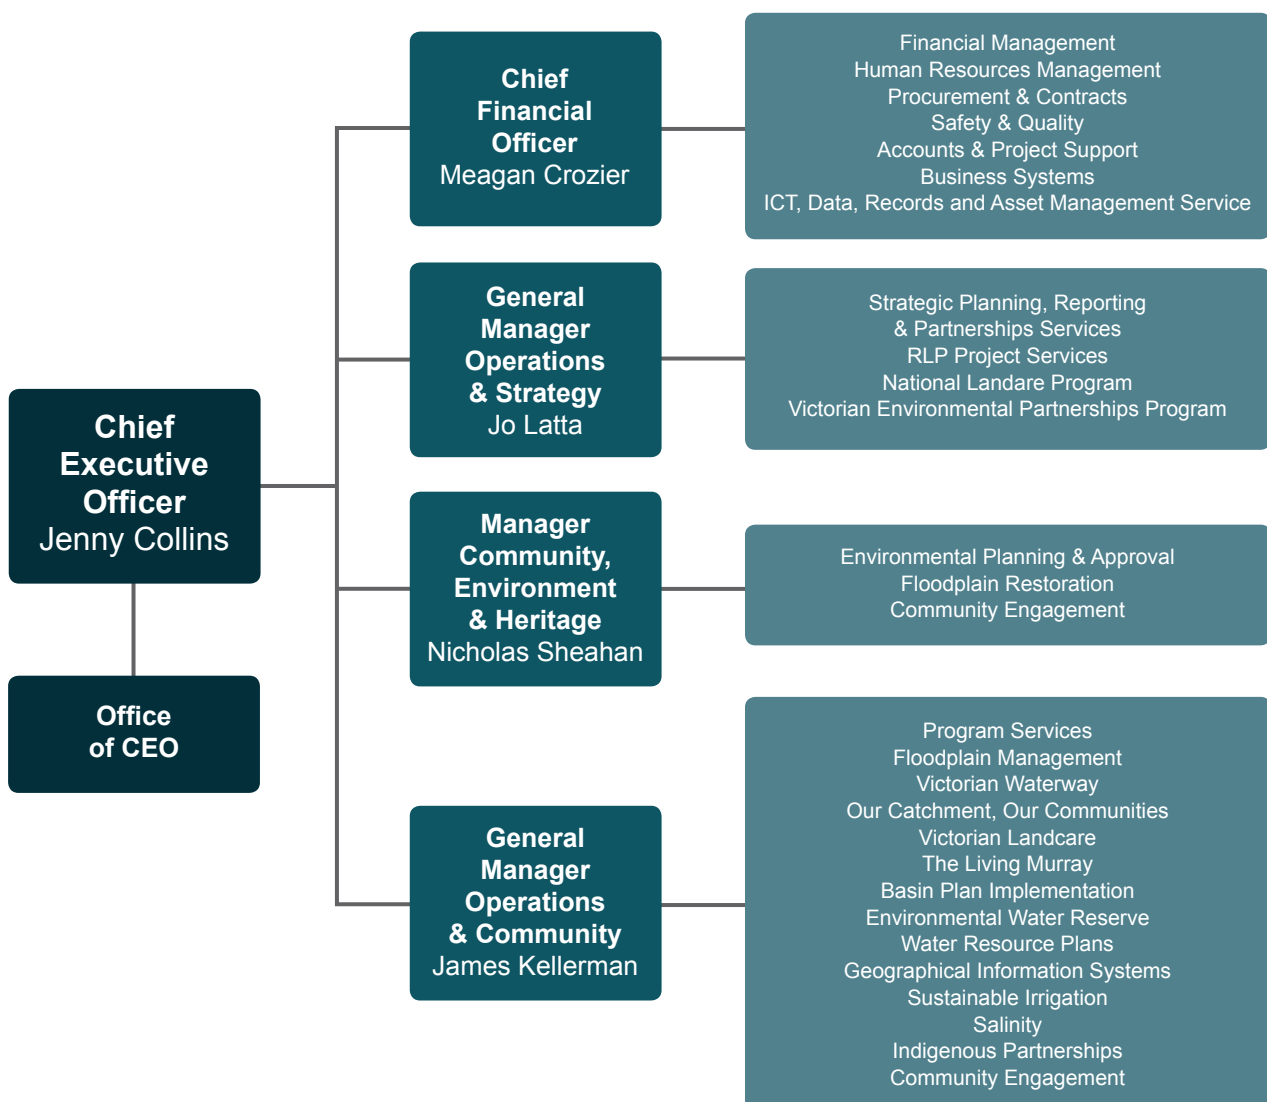 Chief
Executive
Officer
Jenny Collins
Office
of CEO
Chief
Financial
Officer
Meagan Crozier
Financial Management
Human Resources Management
Procurement & Contracts
Safety & Quality
Accounts & Project Support
Business Systems
ICT, Data, Records and Asset Management Service
General
Manager
Operations
& Strategy
Jo Latta
Strategic Planning, Reporting
& Partnerships Services
RLP Project Services
National Landare Program
Victorian Environmental Partnerships Program
Manager
Community,
Environment
& Heritage
Nicholas Sheahan
Environmental Planning & Approval
Floodplain Restoration
Community Engagement
General
Manager
Operations
& Community
James Kellerman
Program Services
Floodplain Management
Victorian Waterway
Our Catchment, Our Communities
Victorian Landcare
The Living Murray
Basin Plan Implementation
Environmental Water Reserve
Water Resource Plans
Geographical Information Systems
Sustainable Irrigation
Salinity
Indigenous Partnerships
Community Engagement